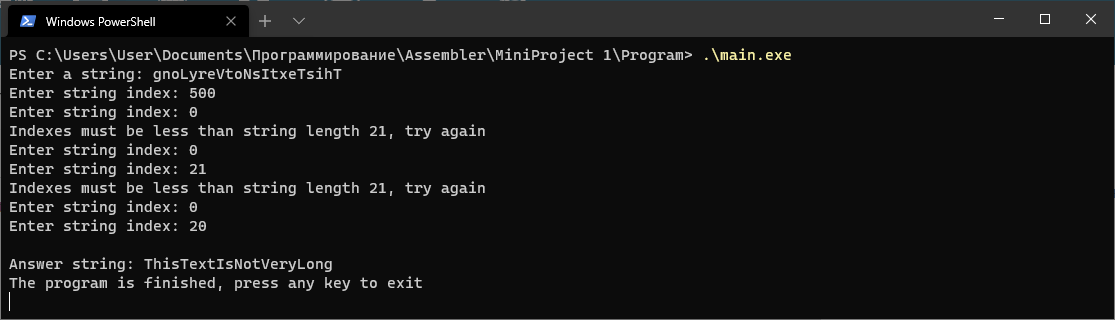 Windows PowerShell
PS C:\Users\User\Documents\Программирование\Assembler\MiniProject 1\Program> .\main.exe
Enter a string: gnoLyreVtoNsItxeTsihT
Enter string index: 500
Enter string index: 0
Indexes must be less than string length 21, try again
Enter string index: 0
Enter string index: 21
Indexes must be less than string length 21, try again
Enter string index: 0
Enter string index: 20
Answer string: ThisTextIsNotVeryLong
The program is finished, press any key to exit